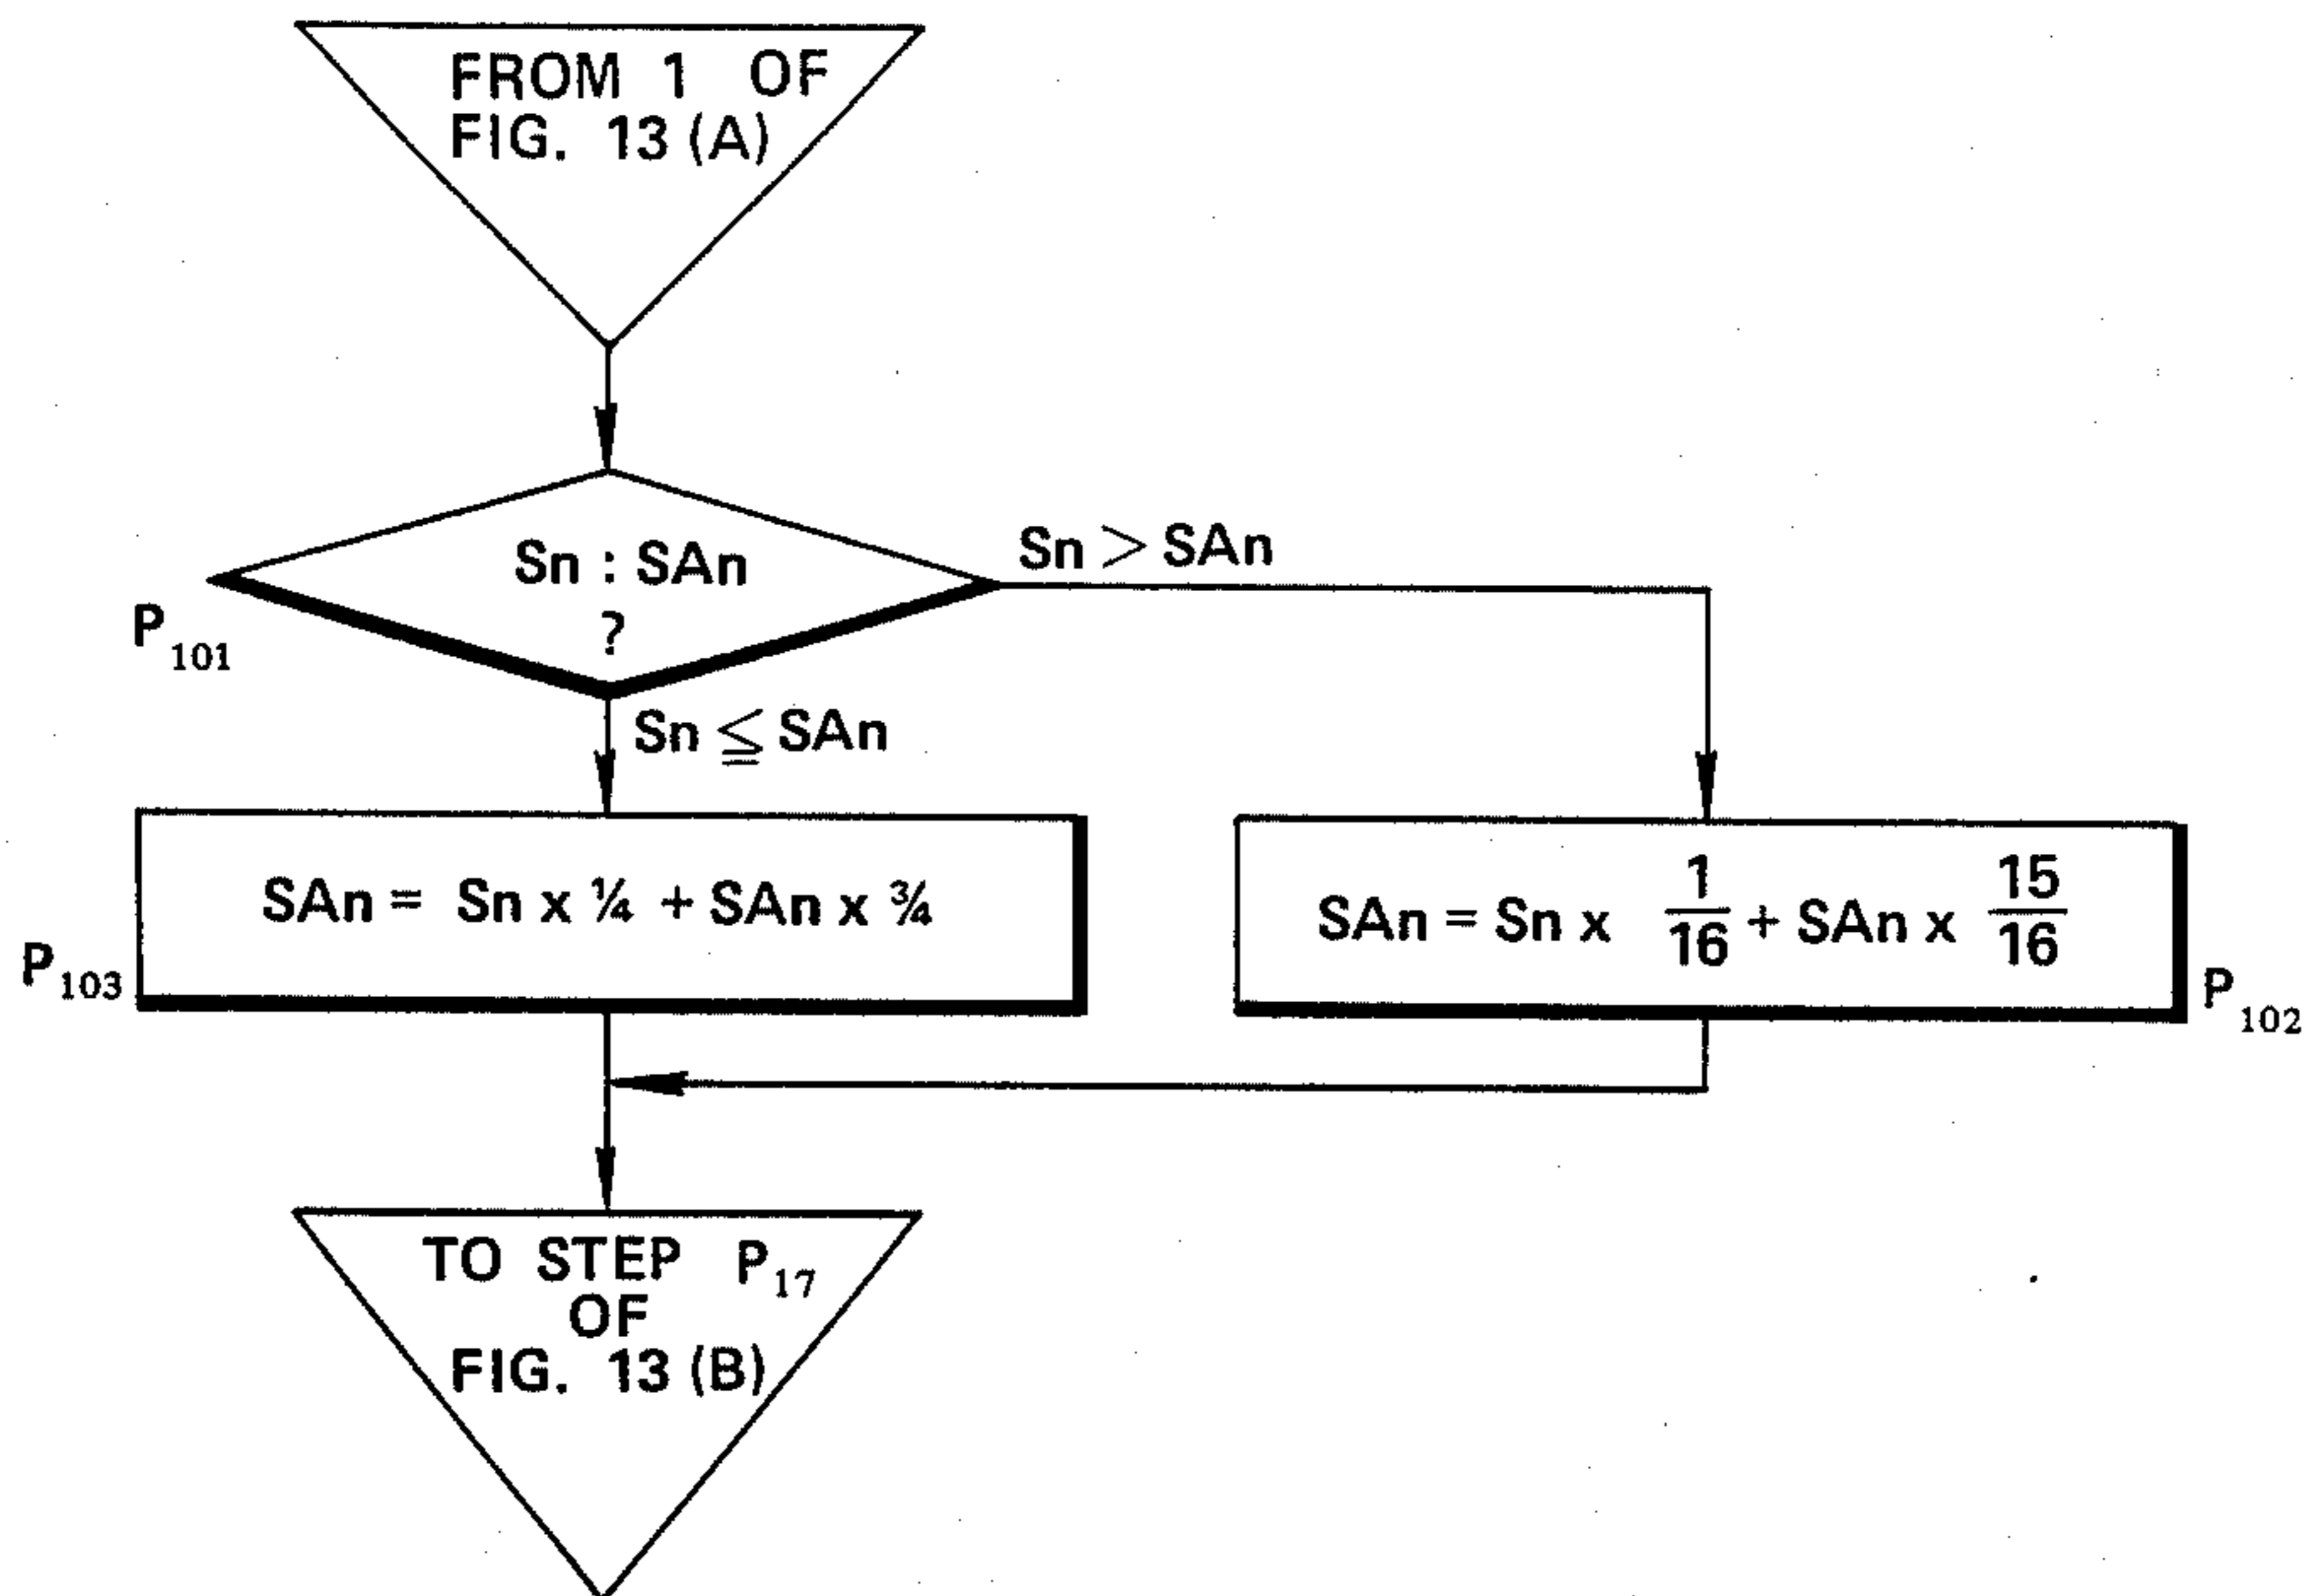 FROM 1 OF
FIG. 13 (A)
Sn : SAn
?
Sn > SAn
P101
Sn ≦ SAn
SAn = Sn x ¼ + SAn x ¾
P103
SAn = Sn x 1/16 + SAn x 15/16
P102
TO STEP P17
OF
FIG. 13 (B)